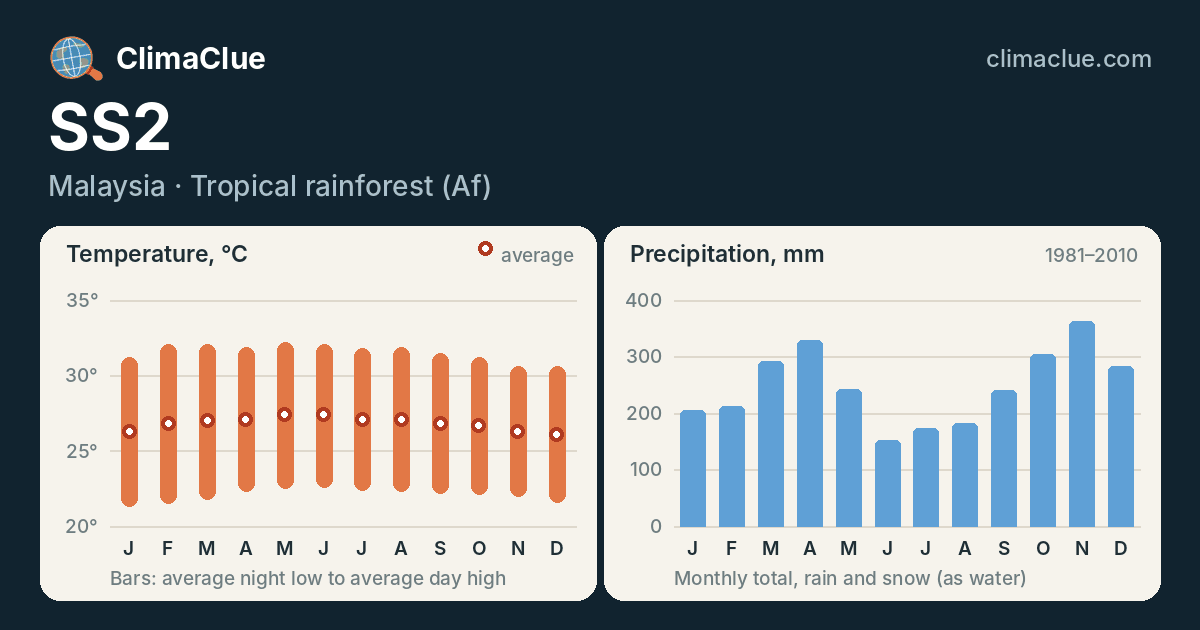 ClimaClue
climaclue.com
SS2
Malaysia · Tropical rainforest (Af)
Temperature, °C
average
35°
30°
25°
20°
J F M A M J J A S O N D
Bars: average night low to average day high
Precipitation, mm
1981–2010
400
300
200
100
0
J F M A M J J A S O N D
Monthly total, rain and snow (as water)